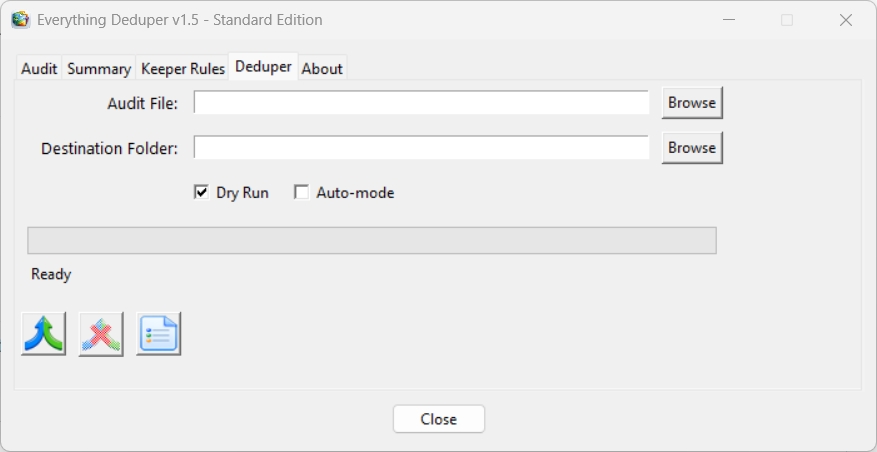 Everything Deduper v1.5 - Standard Edition
Audit Summary Keeper Rules Deduper About
Audit File: Browse
Destination Folder: Browse
Dry Run Auto-mode
Ready
Close